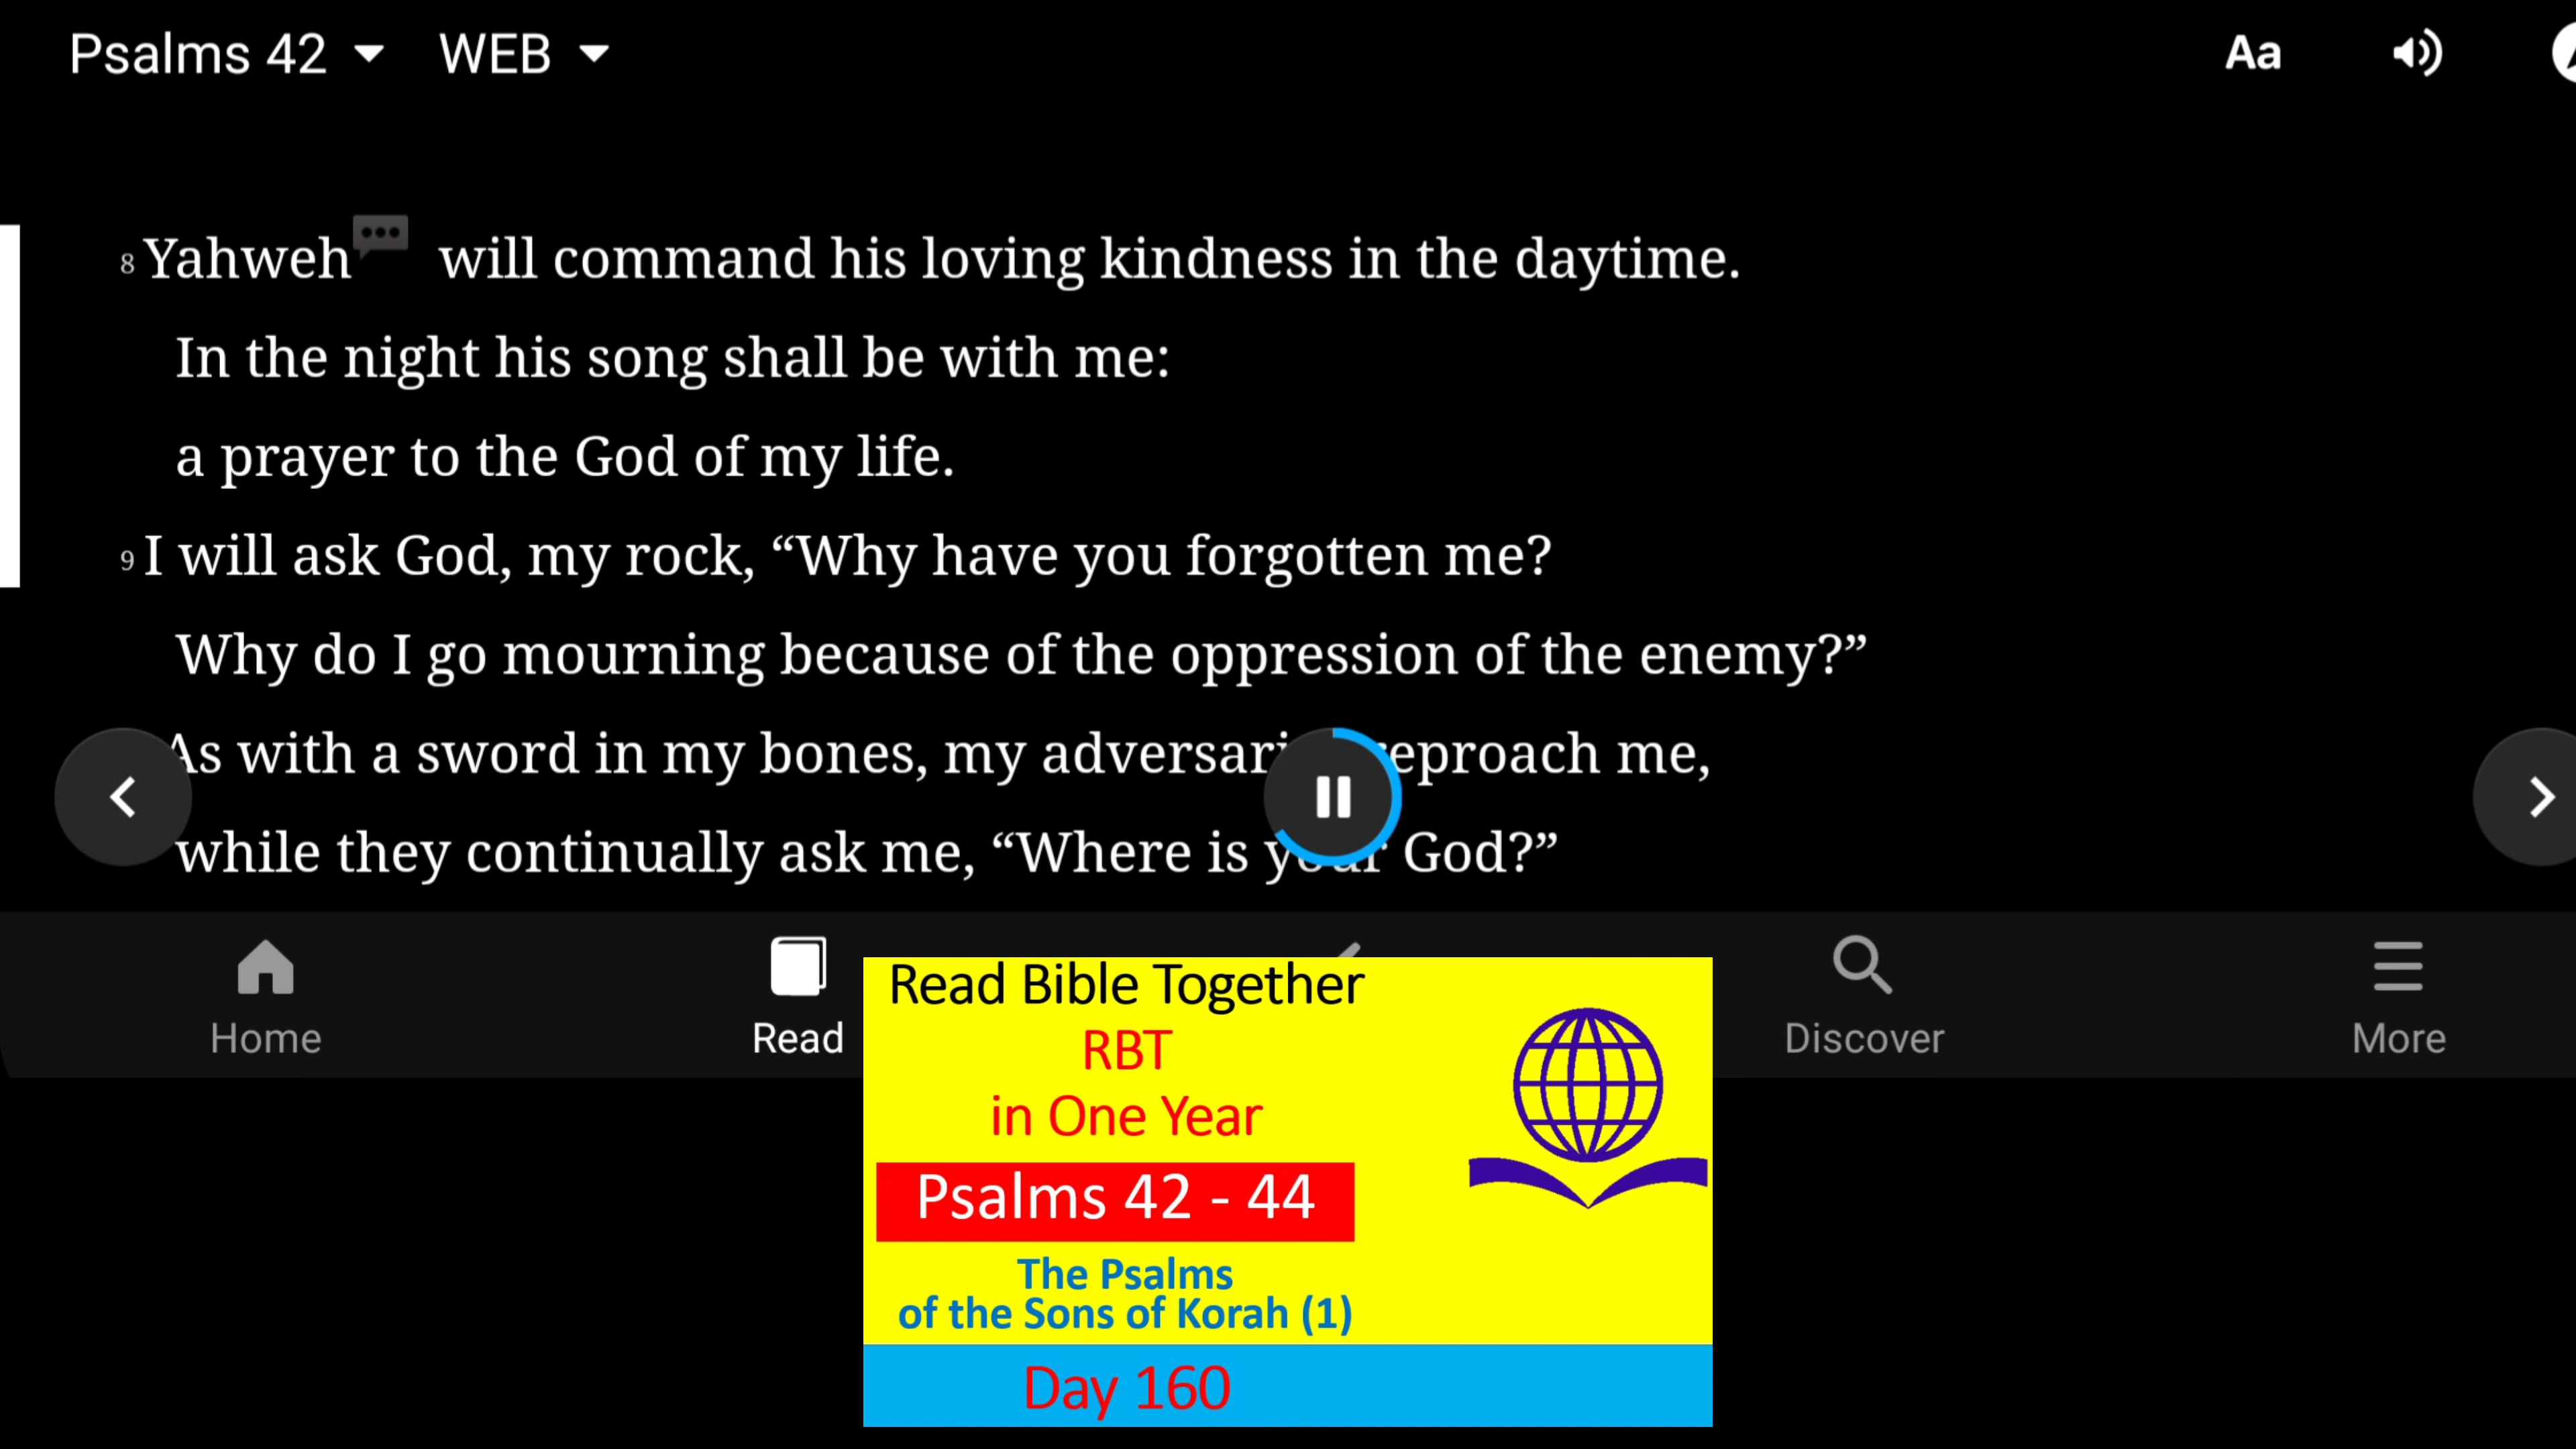 Psalms 42 WEB Aa
8 Yahweh will command his loving kindness in the daytime.
In the night his song shall be with me:
a prayer to the God of my life.
9 I will ask God, my rock, “Why have you forgotten me?
Why do I go mourning because of the oppression of the enemy?”
As with a sword in my bones, my reproach me,
while they continually ask me, “Where is your God?”
Home Read Discover More
Read Bible Together
RBT
in One Year
Psalms 42 - 44
The Psalms
of the Sons of Korah (1)
Day 160